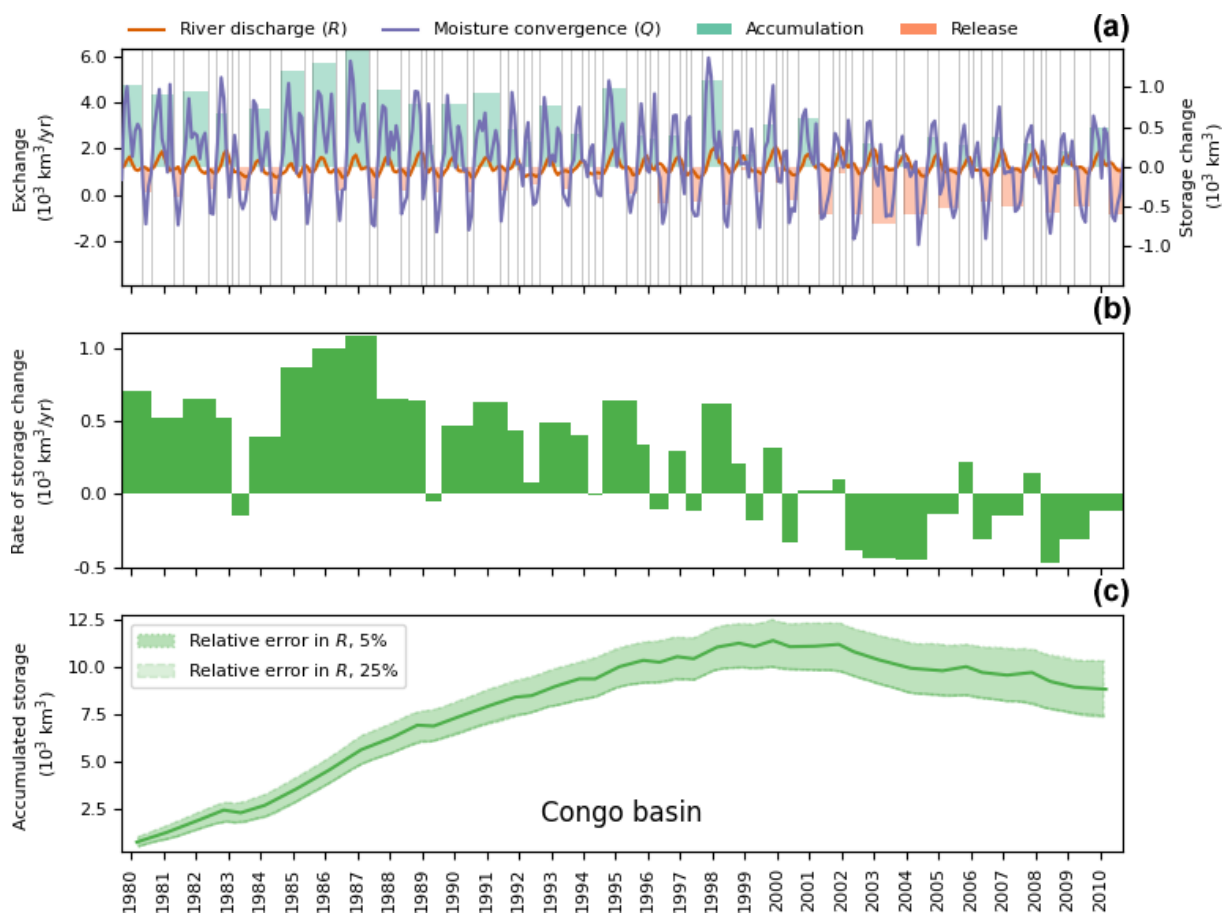 River discharge (R) Moisture convergence (Q) Accumulation Release (a)
Exchange
(10³ km³/yr)
6.0
4.0
2.0
0.0
-2.0
1.0
0.5
0.0
-0.5
-1.0
Storage change
(10³ km³)
(b)
Rate of storage change
(10³ km³/yr)
1.0
0.5
0.0
-0.5
(c)
Accumulated storage
(10³ km³)
12.5
10.0
7.5
5.0
2.5
Relative error in R, 5%
Relative error in R, 25%
Congo basin
1980 1981 1982 1983 1984 1985 1986 1987 1988 1989 1990 1991 1992 1993 1994 1995 1996 1997 1998 1999 2000 2001 2002 2003 2004 2005 2006 2007 2008 2009 2010